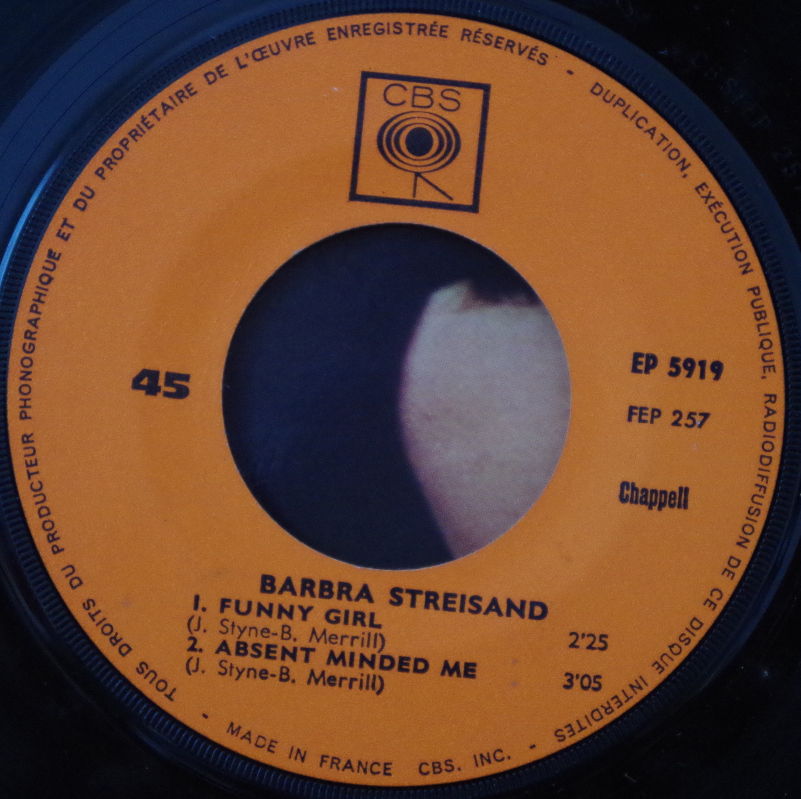 TOUS DROITS DU PRODUCTEUR PHONOGRAPHIQUE ET DU PROPRIÉTAIRE DE L'ŒUVRE ENREGISTRÉE RÉSERVÉS - DUPLICATION, EXÉCUTION PUBLIQUE, RADIODIFFUSION DE CE DISQUE INTERDITES -
CBS
45
EP 5919
FEP 257
Chappell
BARBRA STREISAND
1. FUNNY GIRL
(J. Styne-B. Merrill) 2'25
2. ABSENT MINDED ME
(J. Styne-B. Merrill) 3'05
- MADE IN FRANCE CBS. INC. -